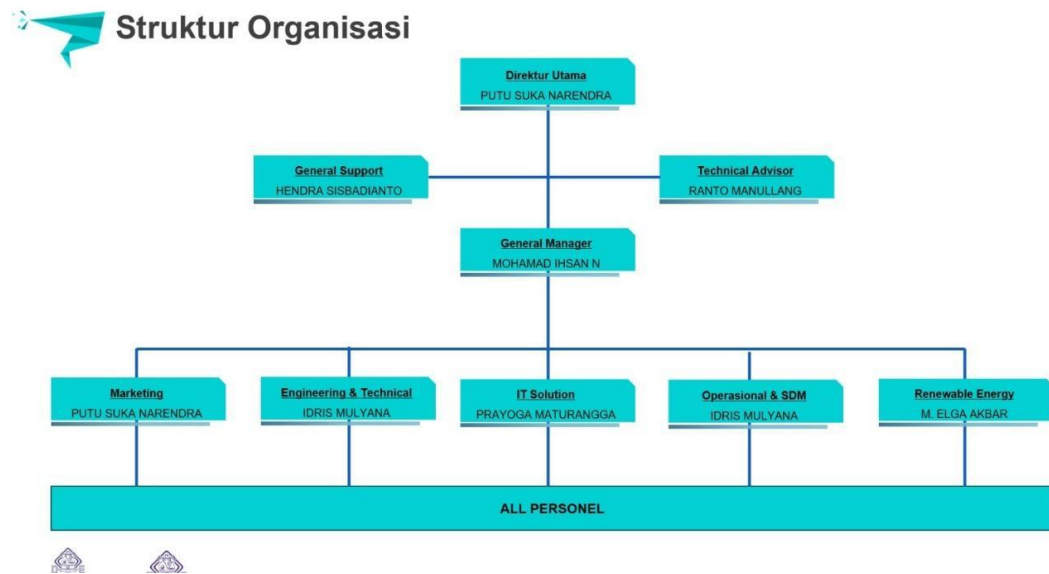 Struktur Organisasi
Direktur Utama
PUTU SUKA NARENDRA
General Support
HENDRA SISBADIANTO
Technical Advisor
RANTO MANULLANG
General Manager
MOHAMAD IHSAN N
Marketing
PUTU SUKA NARENDRA
Engineering & Technical
IDRIS MULYANA
IT Solution
PRAYOGA MATURANGGA
Operasional & SDM
IDRIS MULYANA
Renewable Energy
M. ELGA AKBAR
ALL PERSONEL